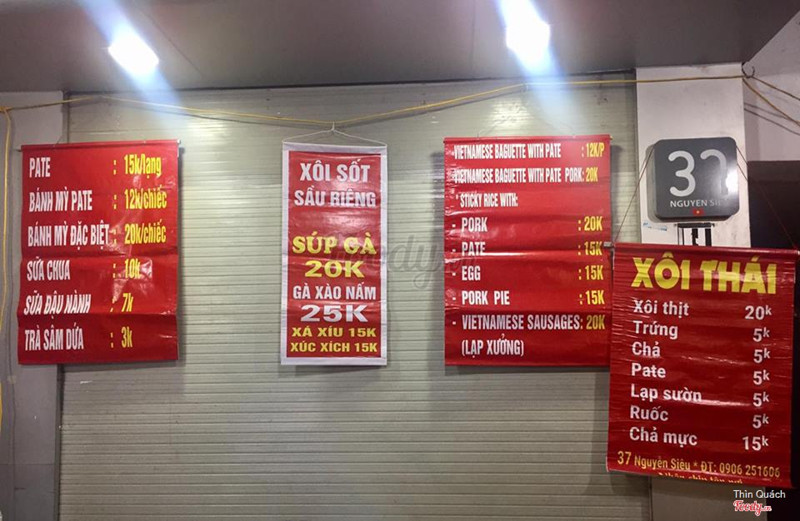 PATE : 15k/lạng
BÁNH MỲ PATE : 12k/chiếc
BÁNH MỲ ĐẶC BIỆT : 20k/chiếc
SỮA CHUA : 10k
SỮA ĐẬU NÀNH : 7k
TRÀ SÂM DỨA : 3k
XÔI SỐT
SẦU RIÊNG
SÚP GÀ
20K
GÀ XÀO NẤM
25K
XÁ XÍU 15K
XÚC XÍCH 15K
-VIETNAMESE BAGUETTE WITH PATE : 12K/P
-VIETNAMESE BAGUETTE WITH PATE PORK: 20K
* STICKY RICE WITH:
- PORK : 20K
- PATE : 15K
- EGG : 15K
- PORK PIE : 15K
- VIETNAMESE SAUSAGES: 20K
(LẠP XƯỞNG)
37
NGUYEN SIEU
XÔI THÁI
Xôi thịt 20k
Trứng 5k
Chả 5k
Pate 5k
Lạp sườn 5k
Ruốc 5k
Chả mực 15k
37 Nguyễn Siêu * ĐT: 0906 251606
Foody.vn
Thìn Quách
Foody.vn